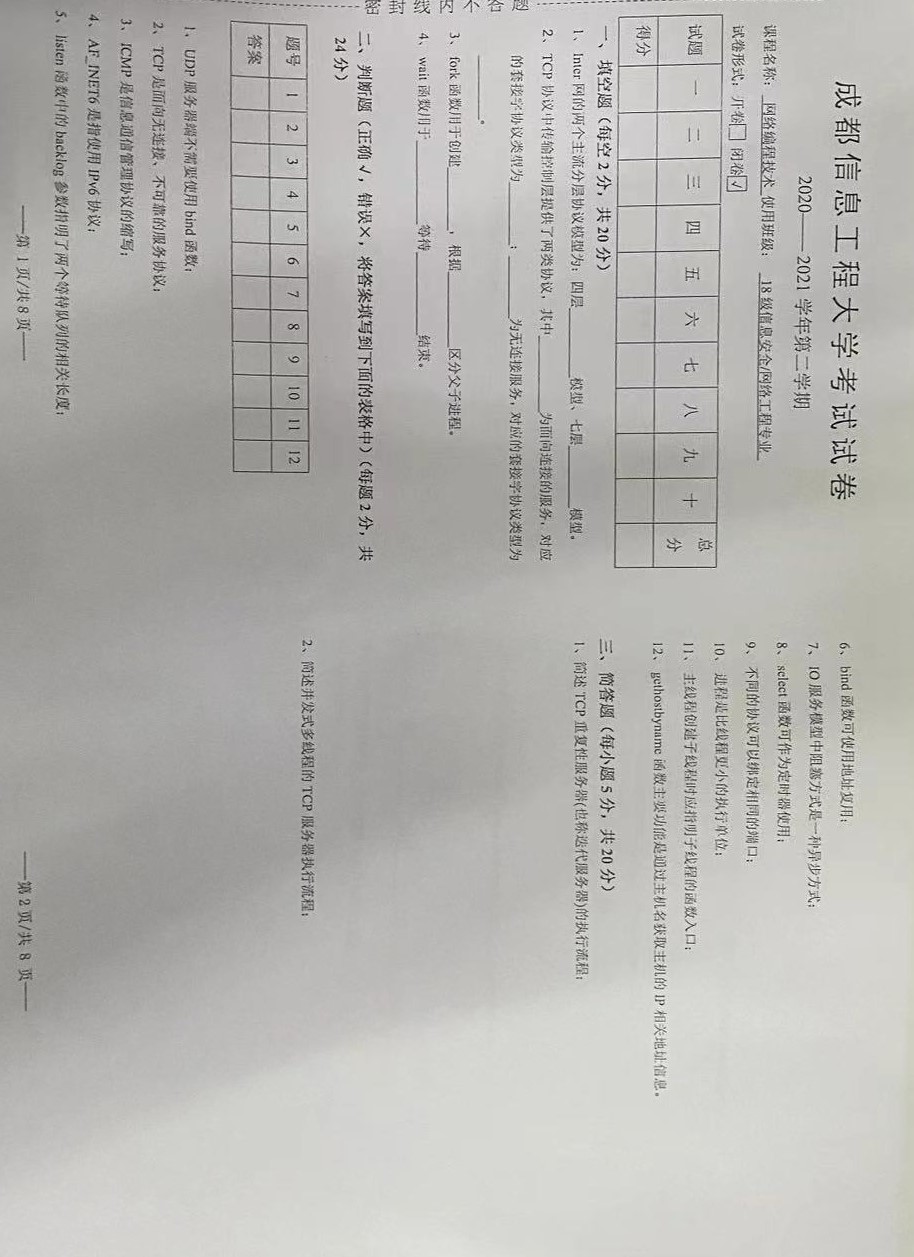 密封线内不答题
成都信息工程大学考试试卷
2020——2021 学年第二学期
课程名称： 网络编程技术 使用班级： 18 级信息安全/网络工程专业
试卷形式：开卷□ 闭卷☑
试题 一 二 三 四 五 六 七 八 九 十 总分
得分
一、填空题（每空 2 分，共 20 分）
1、Inter 网的两个主流分层协议模型为：四层______模型、七层______模型。
2、TCP 协议中传输控制层提供了两类协议，其中______为面向连接的服务，对应
的套接字协议类型为______；______为无连接服务，对应的套接字协议类型为
______。
3、fork 函数用于创建______，根据______区分父子进程。
4、wait 函数用于______等待______结束。
二、判断题（正确 √，错误×，将答案填写到下面的表格中）（每题 2 分，共
24 分）
题号 1 2 3 4 5 6 7 8 9 10 11 12
答案
1、UDP 服务器端不需要使用 bind 函数；
2、TCP 是面向无连接、不可靠的服务协议；
3、ICMP 是信息通信管理协议的缩写；
4、AF_INET6 是指使用 IPv6 协议；
5、listen 函数中的 backlog 参数指明了两个等待队列的相关长度；
——第 1 页/共 8 页——
6、bind 函数可使用地址复用；
7、IO 服务模型中阻塞方式是一种异步方式；
8、select 函数可作为定时器使用；
9、不同的协议可以绑定相同的端口；
10、进程是比线程更小的执行单位；
11、主线程创建子线程时应指明子线程的函数入口；
12、gethostbyname 函数主要功能是通过主机名获取主机的 IP 相关地址信息。
三、简答题（每小题 5 分，共 20 分）
1、简述 TCP 重复性服务器(也称迭代服务器)的执行流程；
2、简述并发式多线程的 TCP 服务器执行流程；
——第 2 页/共 8 页——